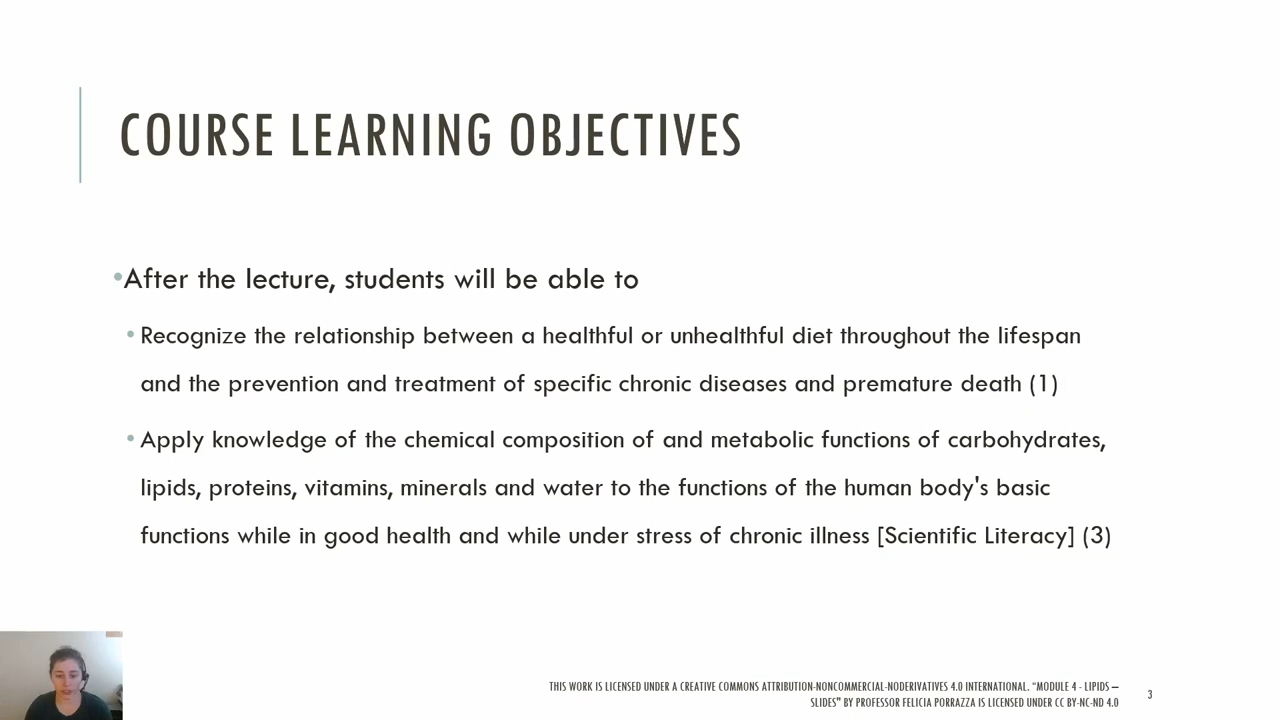 COURSE LEARNING OBJECTIVES
•After the lecture, students will be able to
• Recognize the relationship between a healthful or unhealthful diet throughout the lifespan
and the prevention and treatment of specific chronic diseases and premature death (1)
• Apply knowledge of the chemical composition of and metabolic functions of carbohydrates,
lipids, proteins, vitamins, minerals and water to the functions of the human body's basic
functions while in good health and while under stress of chronic illness [Scientific Literacy] (3)
THIS WORK IS LICENSED UNDER A CREATIVE COMMONS ATTRIBUTION-NONCOMMERCIAL-NODERIVATIVES 4.0 INTERNATIONAL. "MODULE 4 - LIPIDS –
SLIDES" BY PROFESSOR FELICIA PORRAZZA IS LICENSED UNDER CC BY-NC-ND 4.0
3